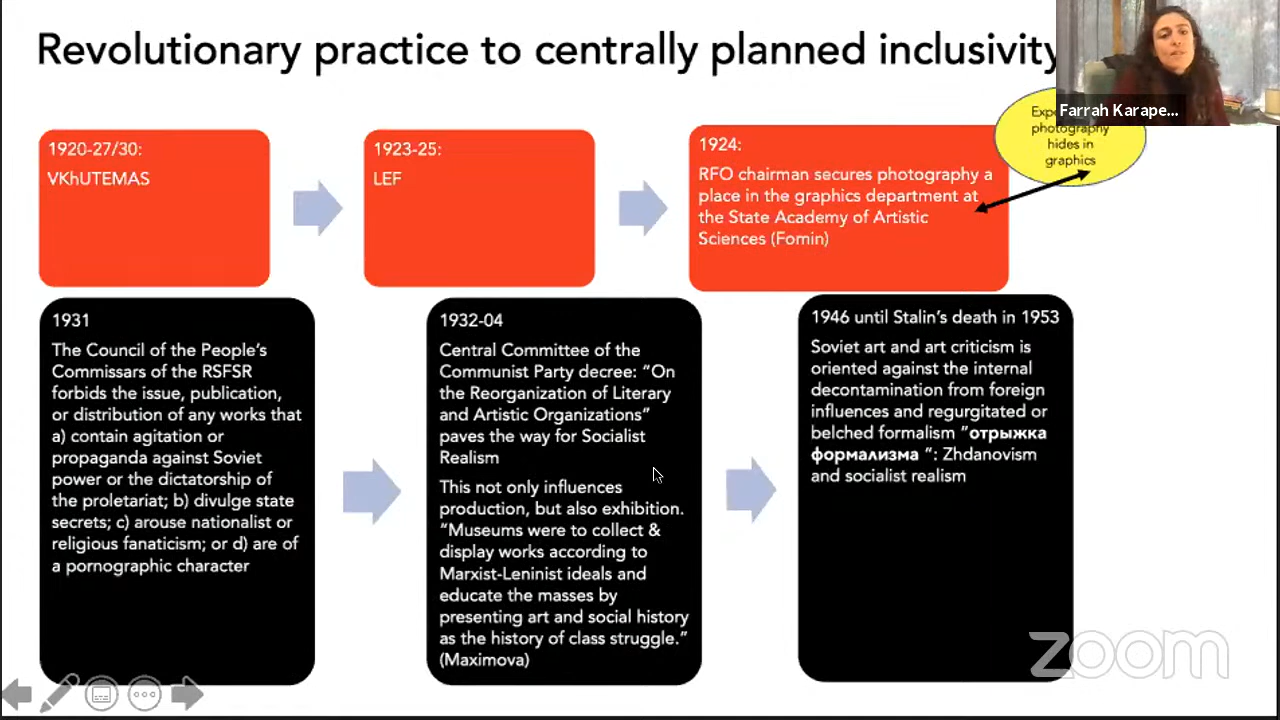 Revolutionary practice to centrally planned inclusivity
Farrah Karape...
photography
hides in
graphics
1920-27/30:
VKhUTEMAS
1923-25:
LEF
1924:
RFO chairman secures photography a
place in the graphics department at
the State Academy of Artistic
Sciences (Fomin)
1931
The Council of the People’s
Commissars of the RSFSR
forbids the issue, publication,
or distribution of any works that
a) contain agitation or
propaganda against Soviet
power or the dictatorship of
the proletariat; b) divulge state
secrets; c) arouse nationalist or
religious fanaticism; or d) are of
a pornographic character
1932-04
Central Committee of the
Communist Party decree: “On
the Reorganization of Literary
and Artistic Organizations”
paves the way for Socialist
Realism
This not only influences
production, but also exhibition.
“Museums were to collect &
display works according to
Marxist-Leninist ideals and
educate the masses by
presenting art and social history
as the history of class struggle.”
(Maximova)
1946 until Stalin’s death in 1953
Soviet art and art criticism is
oriented against the internal
decontamination from foreign
influences and regurgitated or
belched formalism “отрыжка
формализма “: Zhdanovism
and socialist realism
zoom